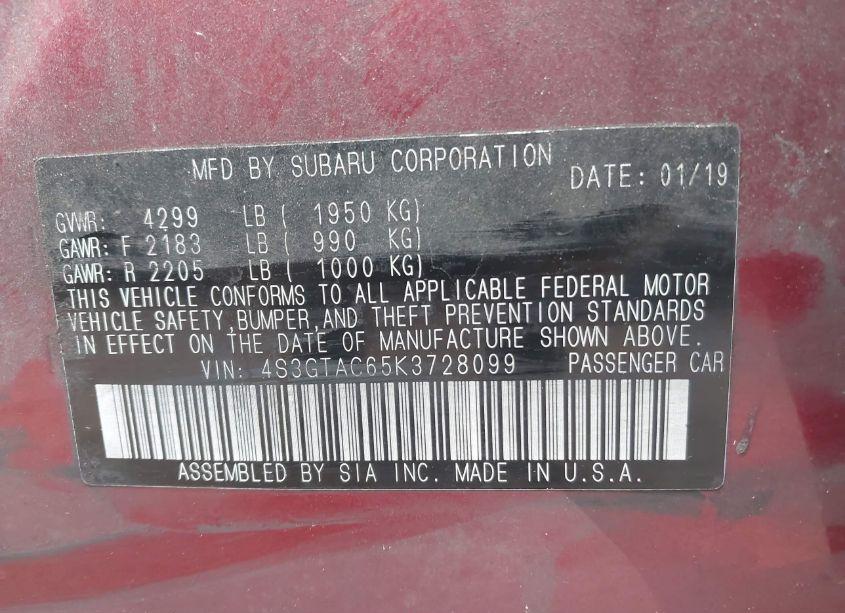 MFD BY SUBARU CORPORATION
DATE: 01/19
GVWR: 4299 LB ( 1950 KG)
GAWR: F 2183 LB ( 990 KG)
GAWR: R 2205 LB ( 1000 KG)
THIS VEHICLE CONFORMS TO ALL APPLICABLE FEDERAL MOTOR
VEHICLE SAFETY,BUMPER,AND THEFT PREVENTION STANDARDS
IN EFFECT ON THE DATE OF MANUFACTURE SHOWN ABOVE.
VIN: 4S3GTAC65K3728099 PASSENGER CAR
ASSEMBLED BY SIA INC. MADE IN U.S.A.